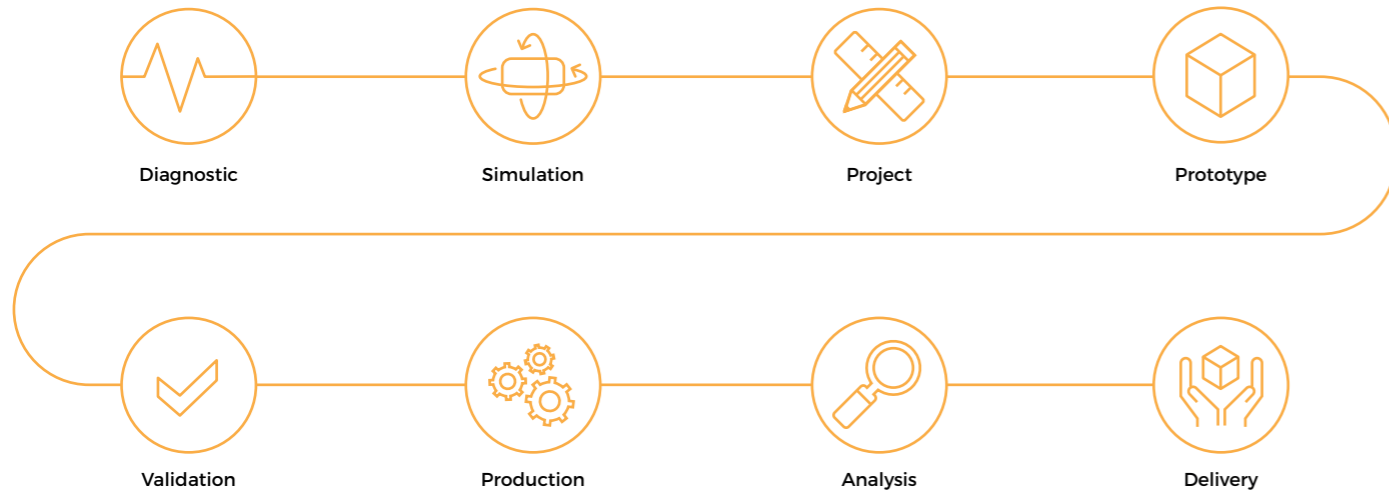 Diagnostic
Simulation
Project
Prototype
Validation
Production
Analysis
Delivery